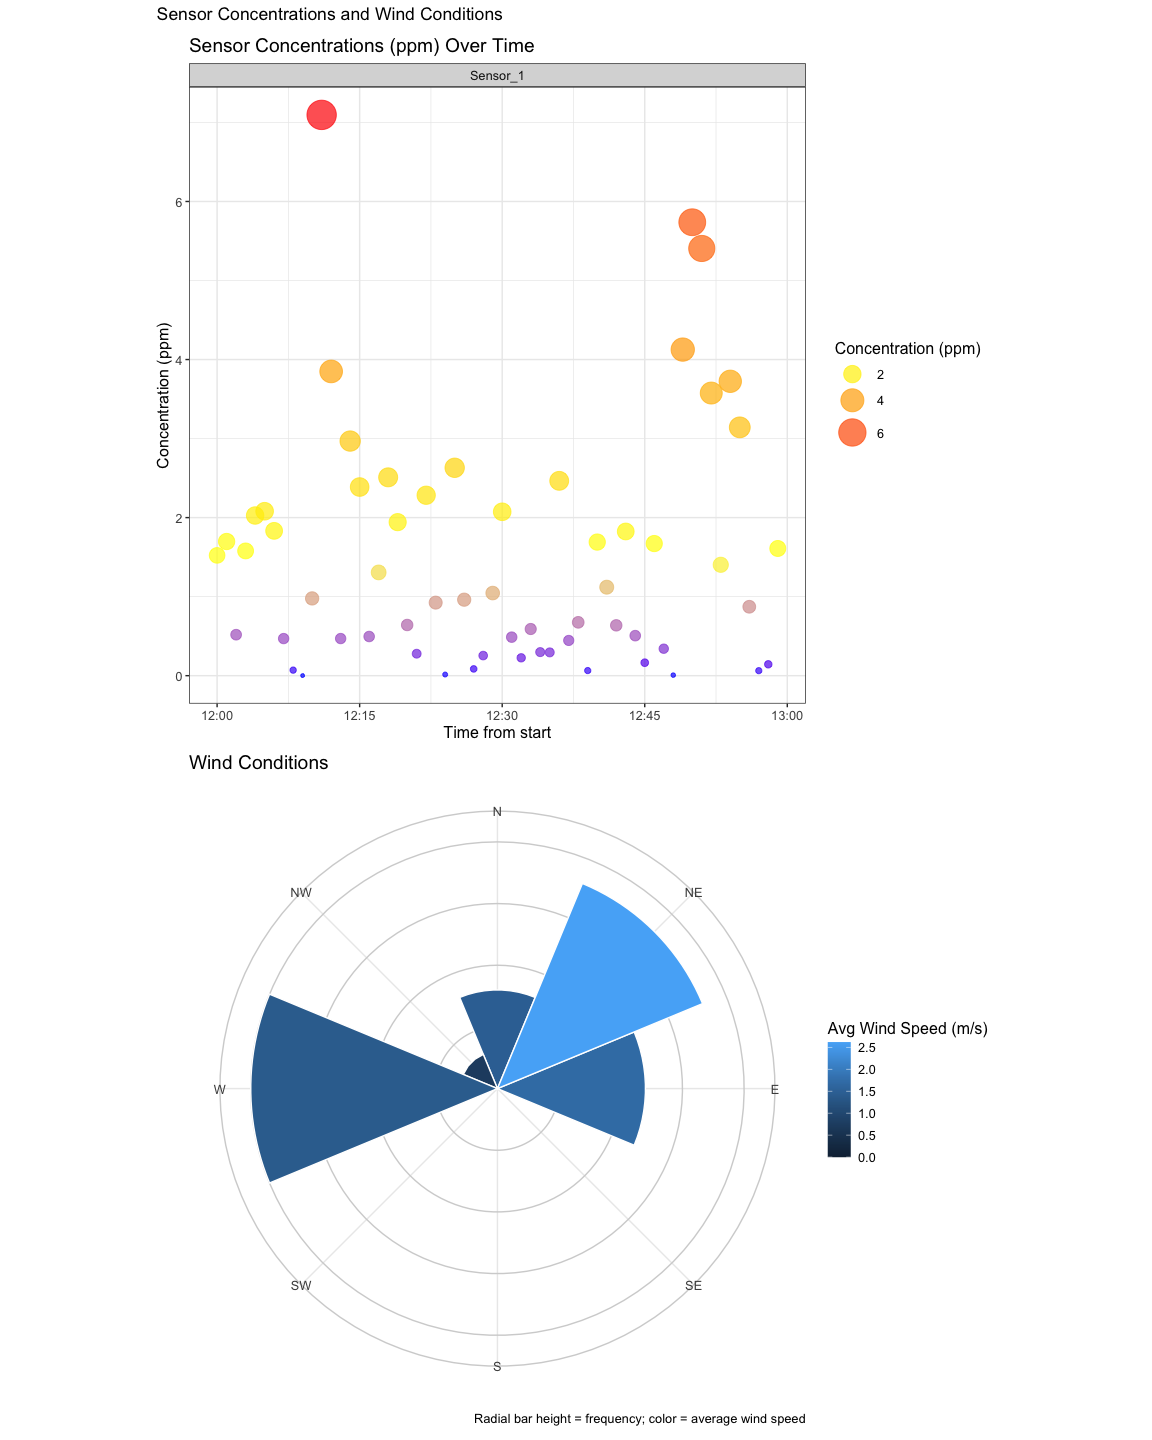 Sensor Concentrations and Wind Conditions
Sensor Concentrations (ppm) Over Time
Sensor_1
Concentration (ppm)
6
4
2
0
12:00
12:15
12:30
12:45
13:00
Time from start
Concentration (ppm)
2
4
6
Wind Conditions
N
NE
E
SE
S
SW
W
NW
Avg Wind Speed (m/s)
2.5
2.0
1.5
1.0
0.5
0.0
Radial bar height = frequency; color = average wind speed